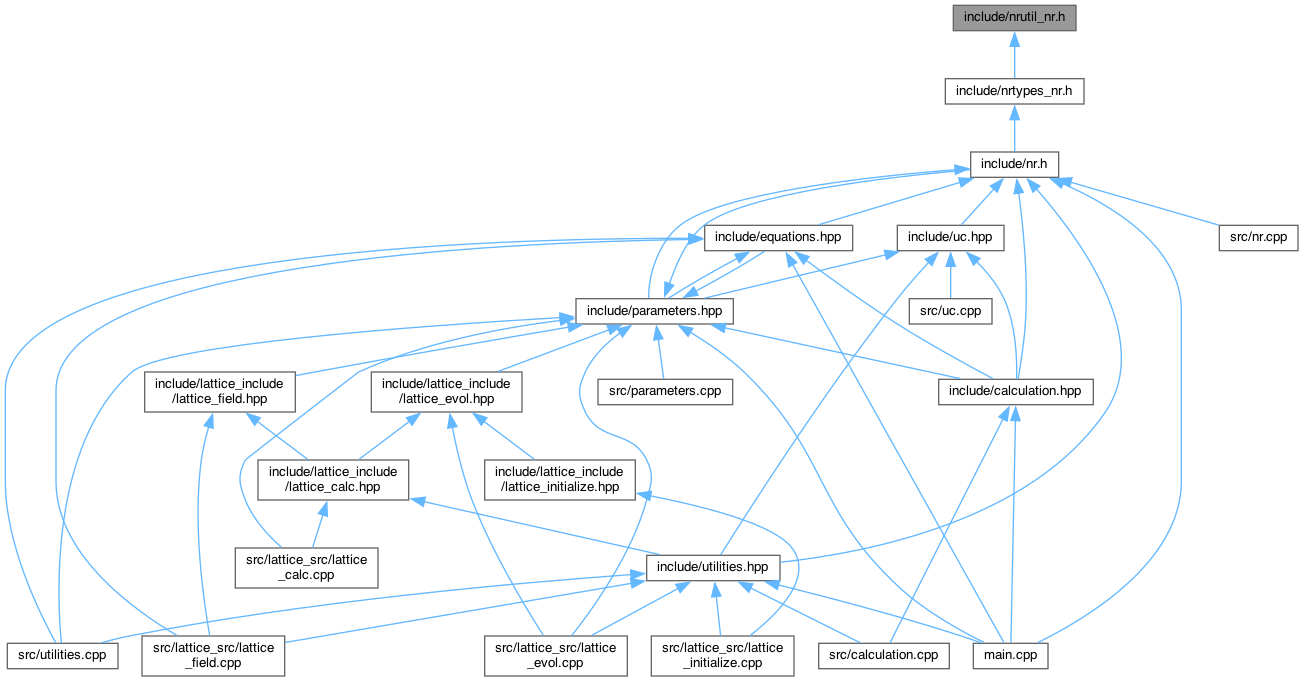 include/nrutil_nr.h
include/nrtypes_nr.h
include/nr.h
include/equations.hpp
include/uc.hpp
src/nr.cpp
include/parameters.hpp
src/uc.cpp
include/lattice_include
/lattice_field.hpp
include/lattice_include
/lattice_evol.hpp
src/parameters.cpp
include/calculation.hpp
include/lattice_include
/lattice_calc.hpp
include/lattice_include
/lattice_initialize.hpp
src/lattice_src/lattice
_calc.cpp
include/utilities.hpp
src/utilities.cpp
src/lattice_src/lattice
_field.cpp
src/lattice_src/lattice
_evol.cpp
src/lattice_src/lattice
_initialize.cpp
src/calculation.cpp
main.cpp